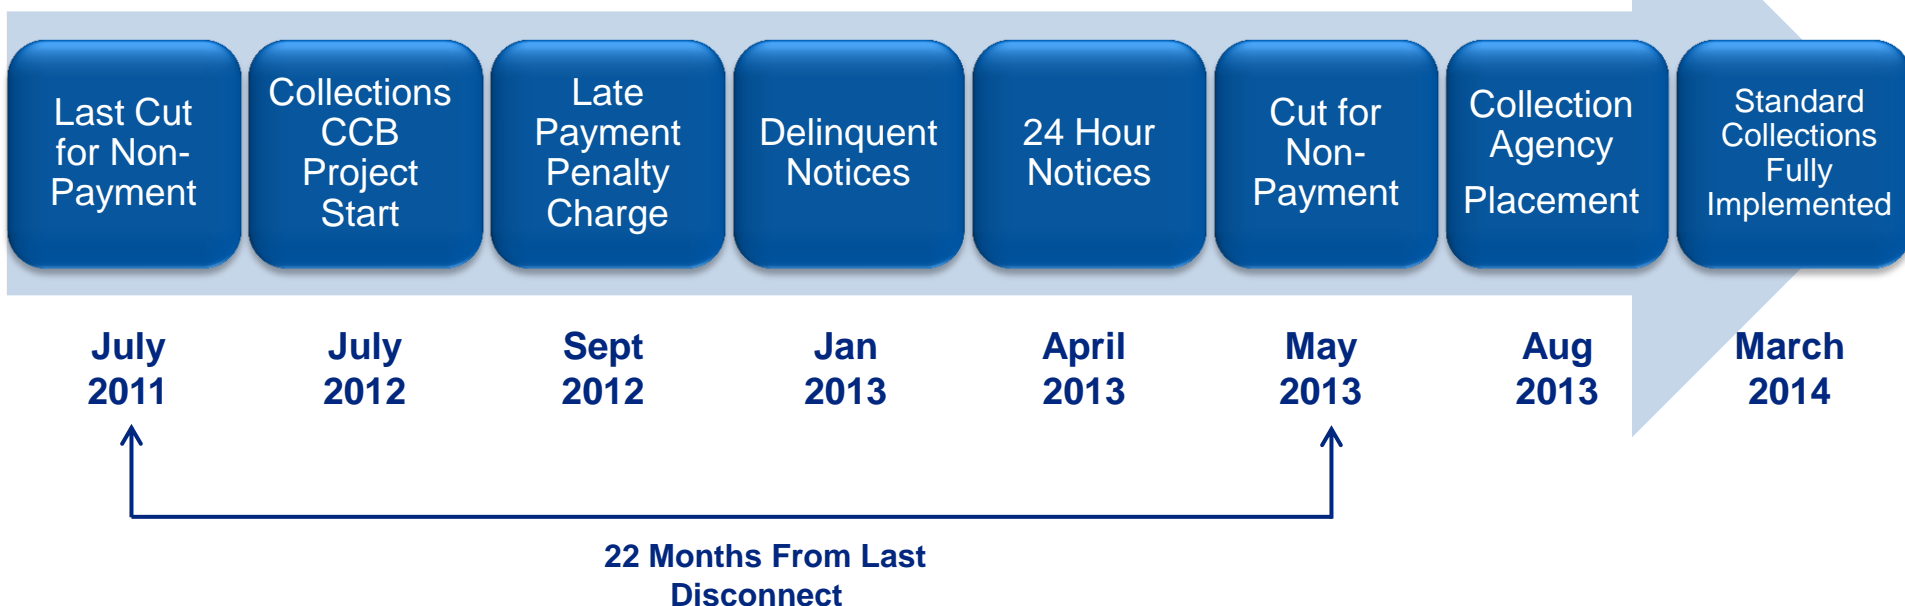 Last Cut
for Non-
Payment
Collections
CCB
Project
Start
Late
Payment
Penalty
Charge
Delinquent
Notices
24 Hour
Notices
Cut for
Non-
Payment
Collection
Agency
Placement
Standard
Collections
Fully
Implemented
July
2011
July
2012
Sept
2012
Jan
2013
April
2013
May
2013
Aug
2013
March
2014
22 Months From Last
Disconnect